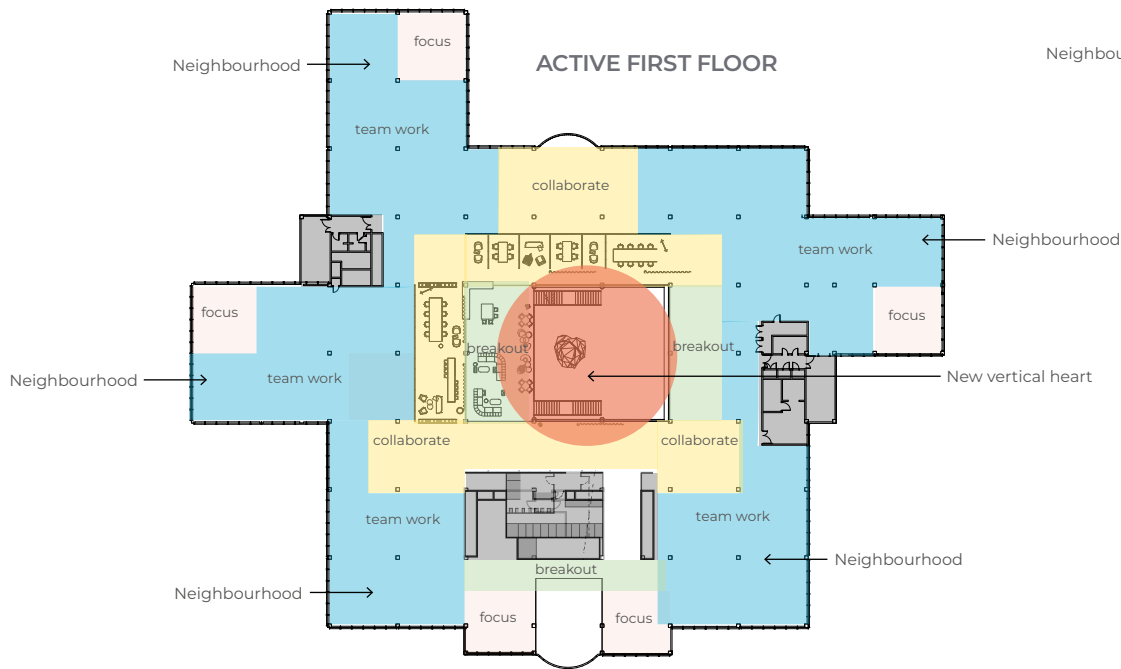 focus
ACTIVE FIRST FLOOR
Neighbou
Neighbourhood
team work
collaborate
Neighbourhood
team work
focus
focus
breakout
breakout
Neighbourhood
team work
New vertical heart
collaborate
collaborate
team work
team work
Neighbourhood
breakout
Neighbourhood
focus
focus